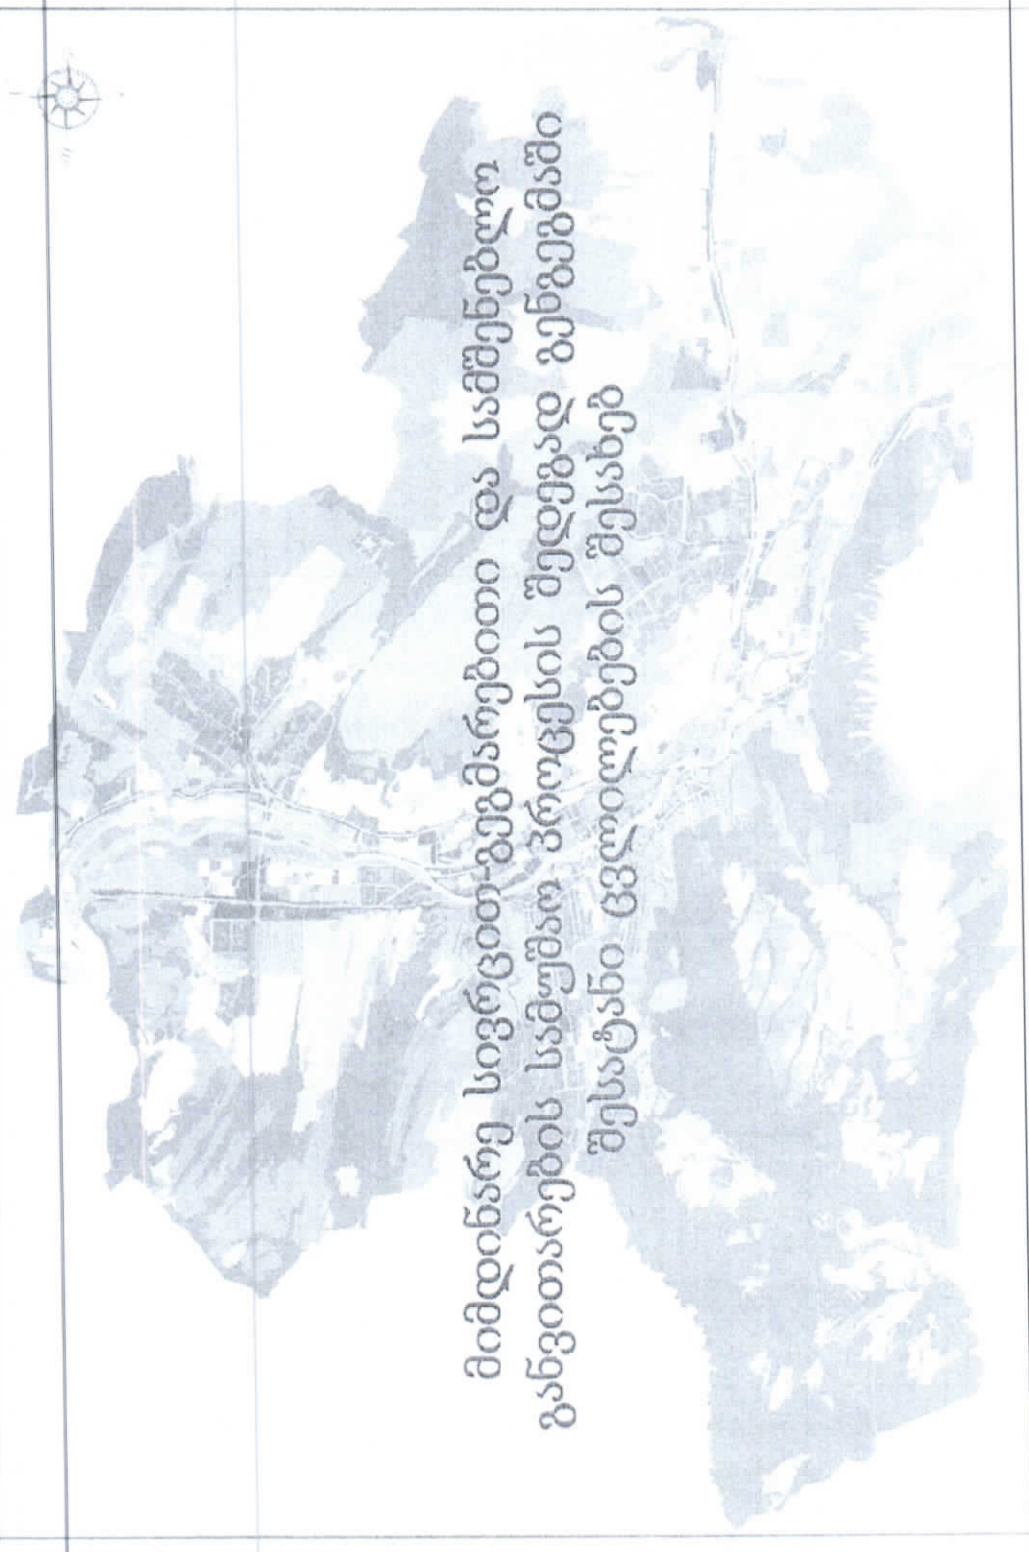 მიმდინარე სივრცით-გეგმარებითი და სამშენებლო
განვითარების სამუშაო პროცესის შედეგად გენგეგმაში
შესატანი ცვლილებების შესახებ